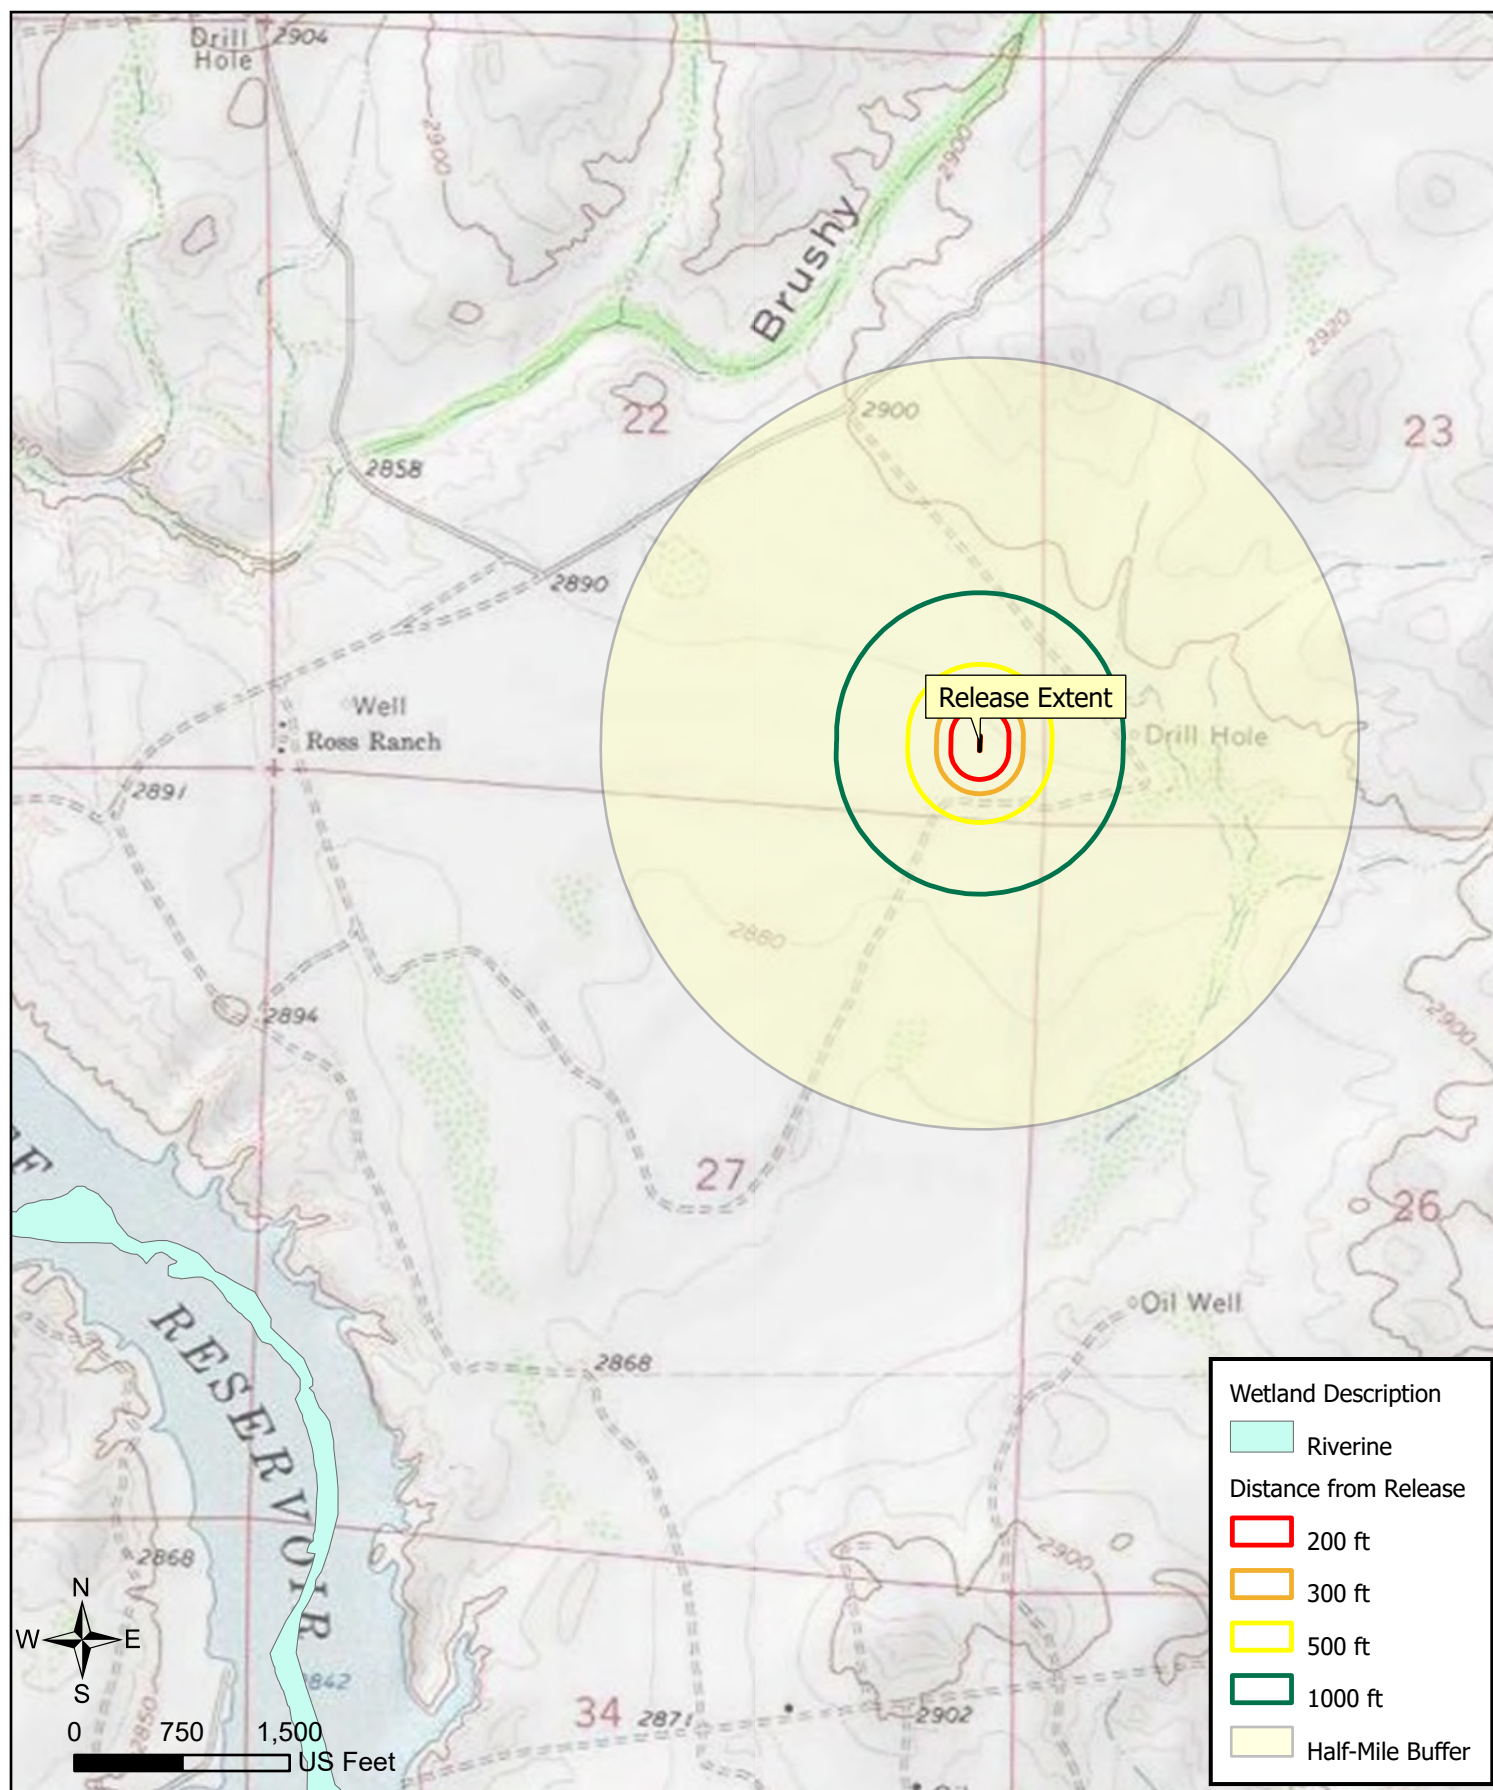 Drill
Hole
2904
2900
2900
Brushy
2920
22
2900
23
2858
2890
Well
Ross Ranch
Release Extent
Drill Hole
2891
2880
2894
2900
27
26
Oil Well
RESERVOIR
2868
2868
2900
2842
2850
34
2871
2902
N
W
E
S
0 750 1,500
US Feet
Wetland Description
Riverine
Distance from Release
200 ft
300 ft
500 ft
1000 ft
Half-Mile Buffer